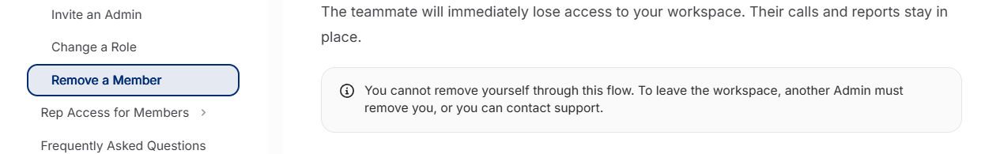 Invite an Admin
Change a Role
Remove a Member
Rep Access for Members
Frequently Asked Questions
The teammate will immediately lose access to your workspace. Their calls and reports stay in
place.
You cannot remove yourself through this flow. To leave the workspace, another Admin must
remove you, or you can contact support.